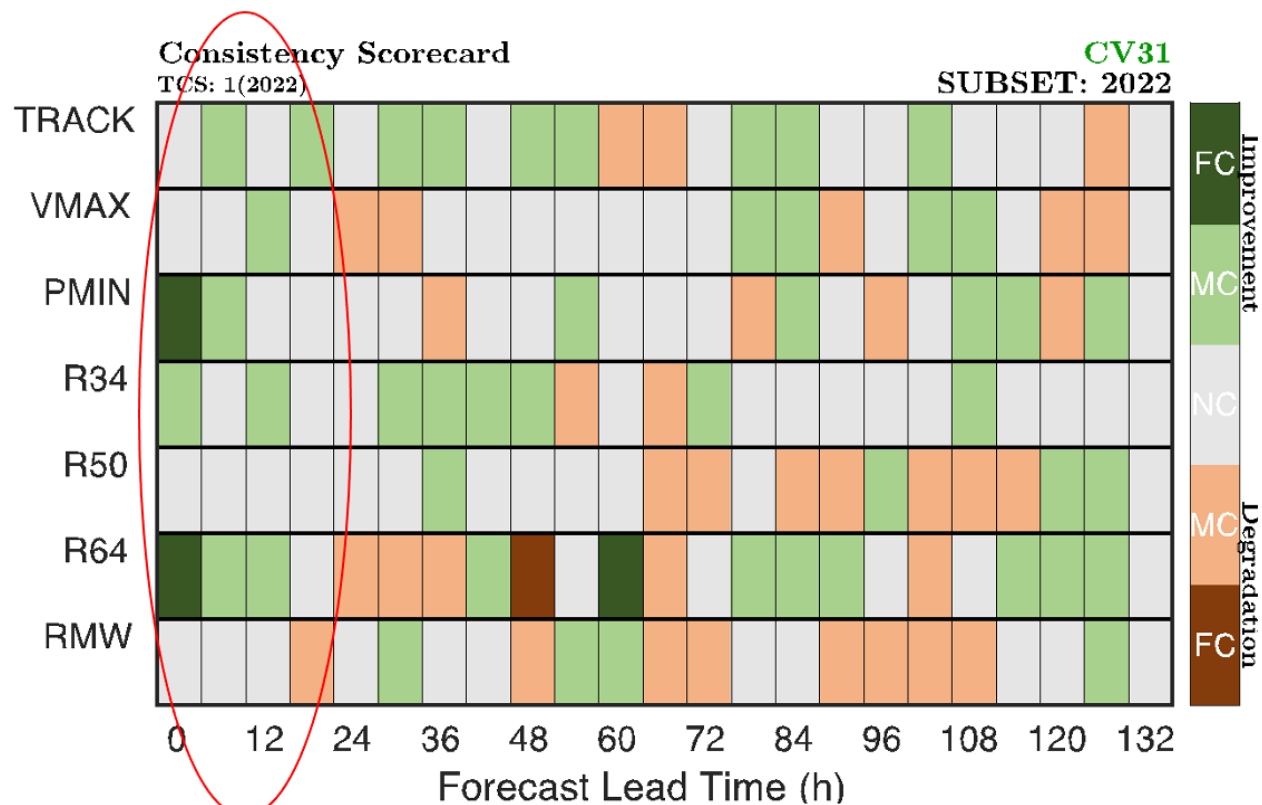 Consistency Scorecard
CV31
TCS: 1(2022)
SUBSET: 2022
TRACK
VMAX
PMIN
R34
R50
R64
RMW
0 12 24 36 48 60 72 84 96 108 120 132
Forecast Lead Time (h)
FC
MC
NC
MC
FC
Improvement
Degradation